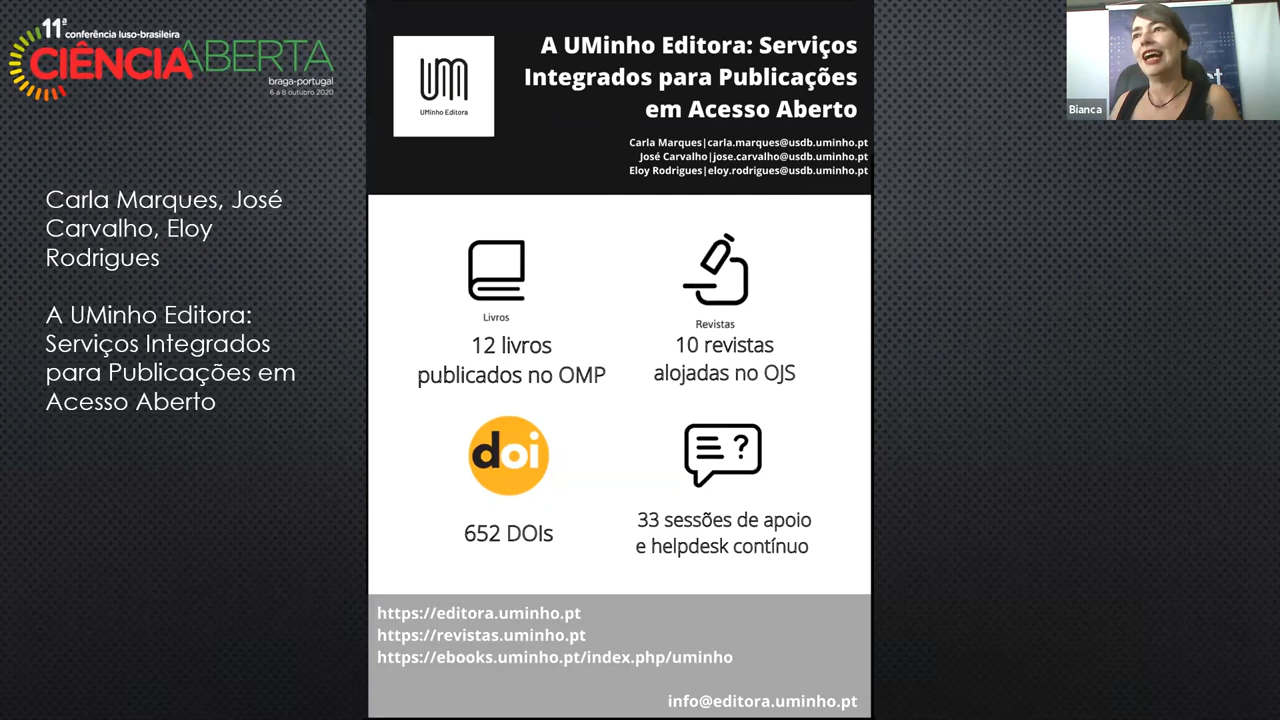 11ª
conferência luso-brasileira
CIÊNCIAABERTA
braga-portugal
6 a 8 outubro 2020
Carla Marques, José
Carvalho, Eloy
Rodrigues
A UMinho Editora:
Serviços Integrados
para Publicações em
Acesso Aberto
UMinho Editora
A UMinho Editora: Serviços
Integrados para Publicações
em Acesso Aberto
Carla Marques|carla.marques@usdb.uminho.pt
José Carvalho|jose.carvalho@usdb.uminho.pt
Eloy Rodrigues|eloy.rodrigues@usdb.uminho.pt
Livros
12 livros
publicados no OMP
Revistas
10 revistas
alojadas no OJS
doi
652 DOIs
?
33 sessões de apoio
e helpdesk contínuo
https://editora.uminho.pt
https://revistas.uminho.pt
https://ebooks.uminho.pt/index.php/uminho
info@editora.uminho.pt
Bianca